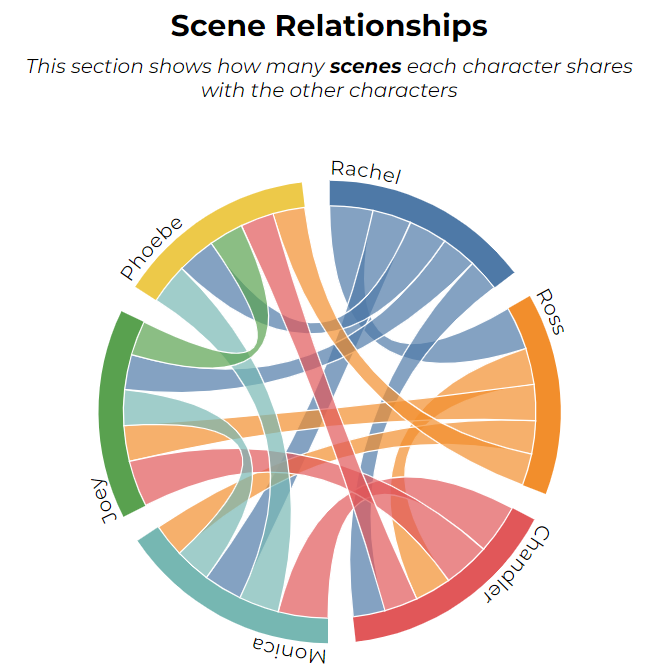 Scene Relationships
This section shows how many scenes each character shares
with the other characters
Rachel
Phoebe
Ross
Joey
Chandler
Monica